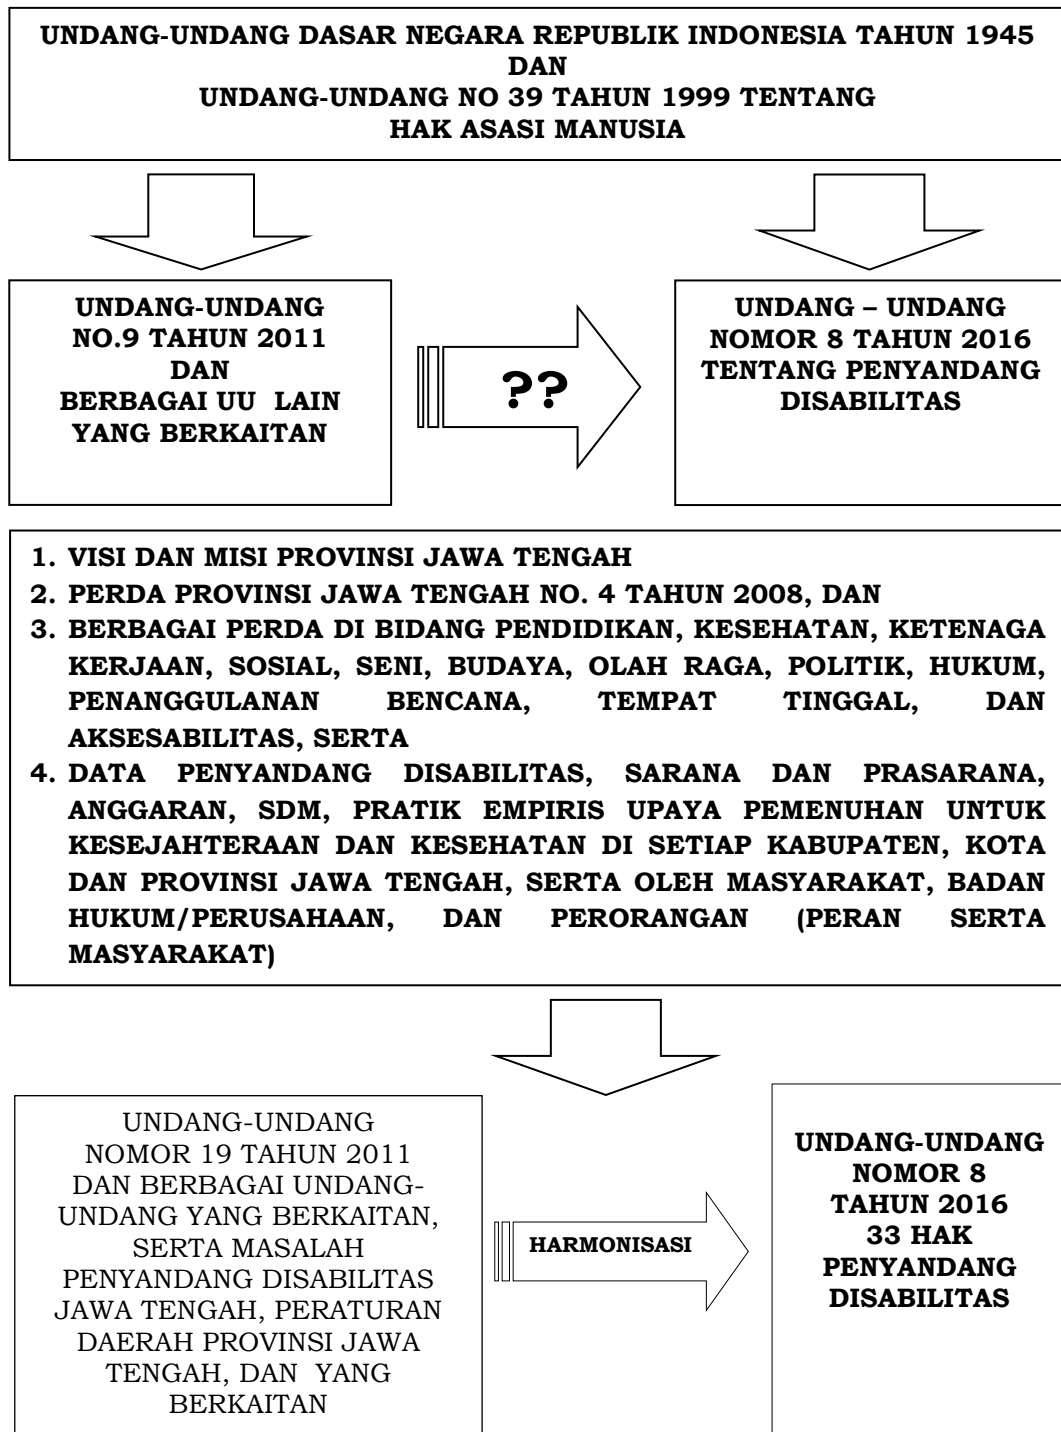 UNDANG-UNDANG DASAR NEGARA REPUBLIK INDONESIA TAHUN 1945
DAN
UNDANG-UNDANG NO 39 TAHUN 1999 TENTANG
HAK ASASI MANUSIA
UNDANG-UNDANG
NO.9 TAHUN 2011
DAN
BERBAGAI UU LAIN
YANG BERKAITAN
??
UNDANG – UNDANG
NOMOR 8 TAHUN 2016
TENTANG PENYANDANG
DISABILITAS
1. VISI DAN MISI PROVINSI JAWA TENGAH
2. PERDA PROVINSI JAWA TENGAH NO. 4 TAHUN 2008, DAN
3. BERBAGAI PERDA DI BIDANG PENDIDIKAN, KESEHATAN, KETENAGA
KERJAAN, SOSIAL, SENI, BUDAYA, OLAH RAGA, POLITIK, HUKUM,
PENANGGULANAN BENCANA, TEMPAT TINGGAL, DAN
AKSESABILITAS, SERTA
4. DATA PENYANDANG DISABILITAS, SARANA DAN PRASARANA,
ANGGARAN, SDM, PRATIK EMPIRIS UPAYA PEMENUHAN UNTUK
KESEJAHTERAAN DAN KESEHATAN DI SETIAP KABUPATEN, KOTA
DAN PROVINSI JAWA TENGAH, SERTA OLEH MASYARAKAT, BADAN
HUKUM/PERUSAHAAN, DAN PERORANGAN (PERAN SERTA
MASYARAKAT)
UNDANG-UNDANG
NOMOR 19 TAHUN 2011
DAN BERBAGAI UNDANG-
UNDANG YANG BERKAITAN,
SERTA MASALAH
PENYANDANG DISABILITAS
JAWA TENGAH, PERATURAN
DAERAH PROVINSI JAWA
TENGAH, DAN YANG
BERKAITAN
HARMONISASI
UNDANG-UNDANG
NOMOR 8
TAHUN 2016
33 HAK
PENYANDANG
DISABILITAS